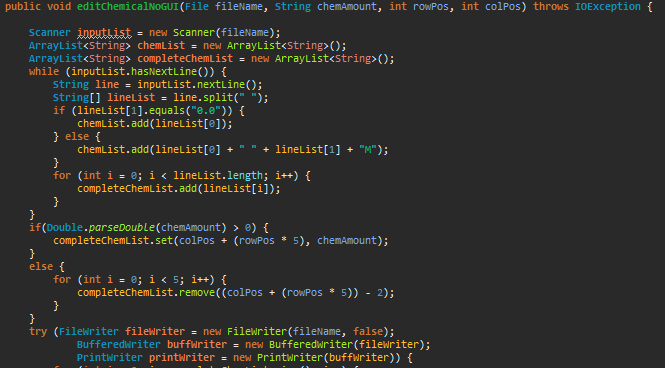 public void editChemicalNoGUI(File fileName, String chemAmount, int rowPos, int colPos) throws IOException {
Scanner inputList = new Scanner(fileName);
ArrayList<String> chemList = new ArrayList<String>();
ArrayList<String> completeChemList = new ArrayList<String>();
while (inputList.hasNextLine()) {
String line = inputList.nextLine();
String[] lineList = line.split(" ");
if (lineList[1].equals("0.0")) {
chemList.add(lineList[0]);
} else {
chemList.add(lineList[0] + " " + lineList[1] + "M");
}
for (int i = 0; i < lineList.length; i++) {
completeChemList.add(lineList[i]);
}
}
if(Double.parseDouble(chemAmount) > 0) {
completeChemList.set(colPos + (rowPos * 5), chemAmount);
}
else {
for (int i = 0; i < 5; i++) {
completeChemList.remove((colPos + (rowPos * 5)) - 2);
}
}
try (FileWriter fileWriter = new FileWriter(fileName, false);
BufferedWriter buffWriter = new BufferedWriter(fileWriter);
PrintWriter printWriter = new PrintWriter(buffWriter)) {